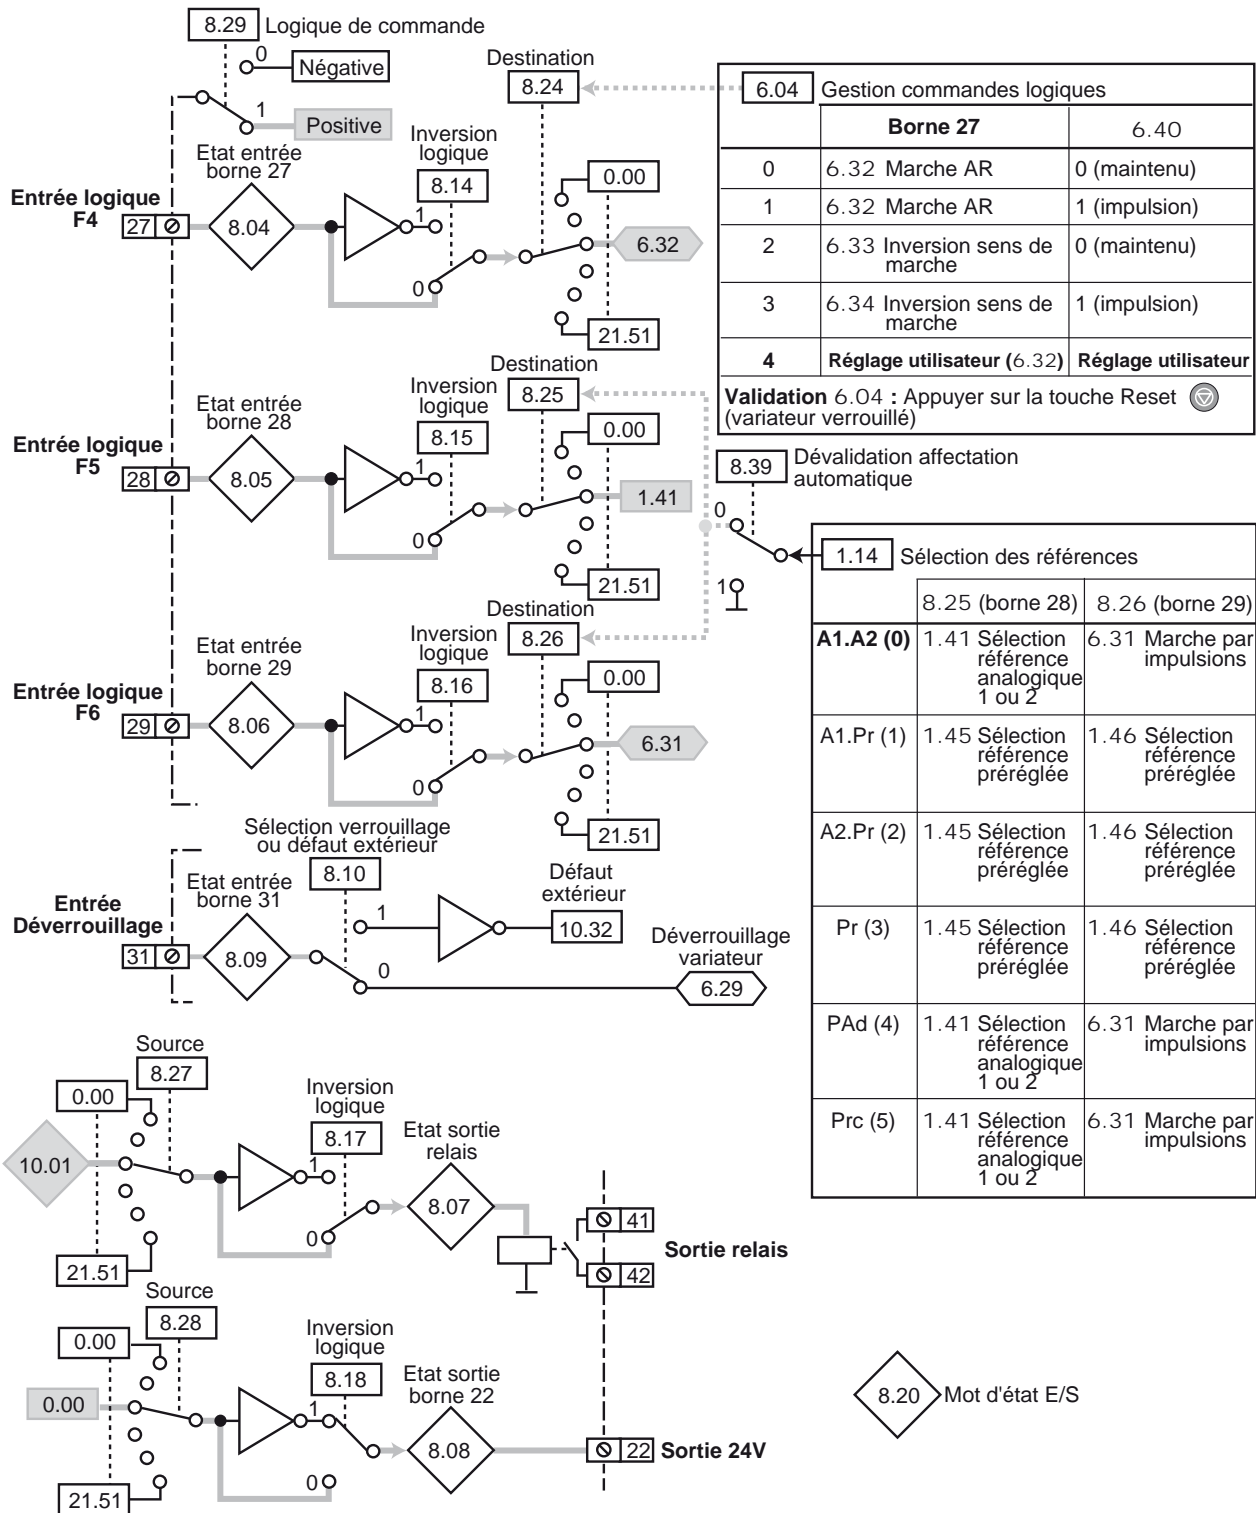 8.29 Logique de commande
0
Négative
1
Positive
Destination
8.24
Etat entrée
borne 27
Inversion
logique
8.14
Entrée logique
F4
27
8.04
1
0
0.00
6.32
21.51
6.04 Gestion commandes logiques
Borne 27 6.40
0 6.32 Marche AR 0 (maintenu)
1 6.32 Marche AR 1 (impulsion)
2 6.33 Inversion sens de
marche 0 (maintenu)
3 6.34 Inversion sens de
marche 1 (impulsion)
4 Réglage utilisateur (6.32) Réglage utilisateur
Validation 6.04 : Appuyer sur la touche Reset
(variateur verrouillé)
Destination
8.25
Etat entrée
borne 28
Inversion
logique
8.15
Entrée logique
F5
28
8.05
1
0
0.00
1.41
21.51
8.39 Dévalidation affectation
automatique
0
1
Destination
8.26
Etat entrée
borne 29
Inversion
logique
8.16
Entrée logique
F6
29
8.06
1
0
0.00
6.31
21.51
1.14 Sélection des références
8.25 (borne 28) 8.26 (borne 29)
A1.A2 (0) 1.41 Sélection
référence
analogique
1 ou 2
6.31 Marche par
impulsions
A1.Pr (1) 1.45 Sélection
référence
préréglée
1.46 Sélection
référence
préréglée
A2.Pr (2) 1.45 Sélection
référence
préréglée
1.46 Sélection
référence
préréglée
Pr (3) 1.45 Sélection
référence
préréglée
1.46 Sélection
référence
préréglée
PAd (4) 1.41 Sélection
référence
analogique
1 ou 2
6.31 Marche par
impulsions
Prc (5) 1.41 Sélection
référence
analogique
1 ou 2
6.31 Marche par
impulsions
Sélection verrouillage
ou défaut extérieur
8.10
Etat entrée
borne 31
Entrée
Déverrouillage
31
8.09
1
0
Défaut
extérieur
10.32
Déverrouillage
variateur
6.29
Source
8.27
0.00
10.01
21.51
Inversion
logique
8.17
1
0
Etat sortie
relais
8.07
41
Sortie relais
42
Source
8.28
0.00
0.00
21.51
Inversion
logique
8.18
1
0
Etat sortie
borne 22
8.08
22 Sortie 24V
8.20 Mot d'état E/S